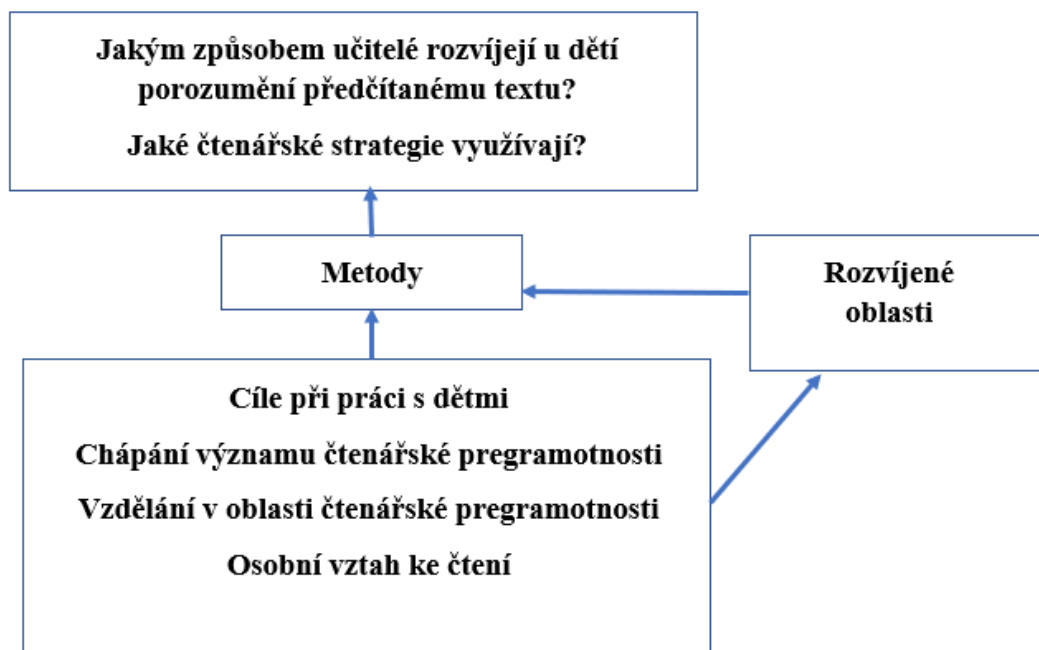 Jakým způsobem učitelé rozvíjejí u dětí
porozumění předčítanému textu?
Jaké čtenářské strategie využívají?
Metody
Rozvíjené
oblasti
Cíle při práci s dětmi
Chápání významu čtenářské pregramotnosti
Vzdělání v oblasti čtenářské pregramotnosti
Osobní vztah ke čtení